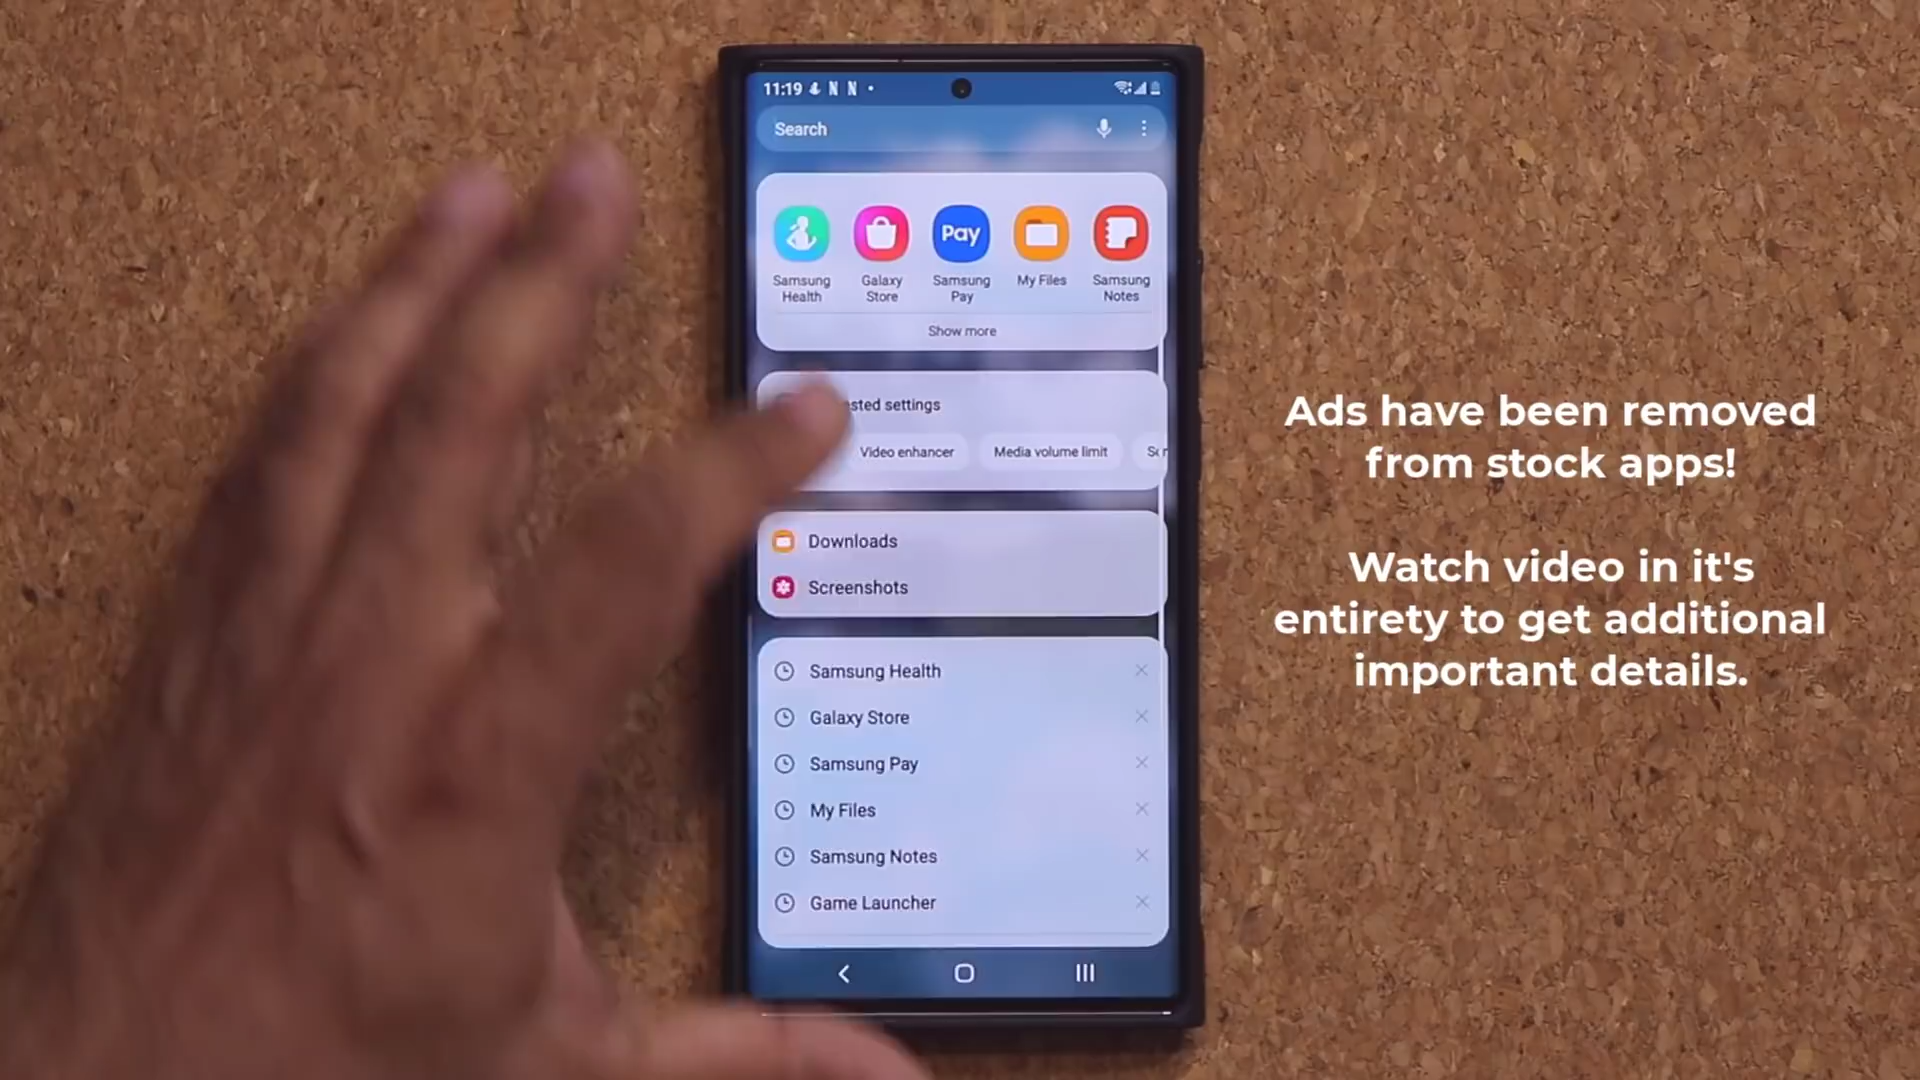 11:19
Search
Samsung Health
Galaxy Store
Pay
Samsung Pay
My Files
Samsung Notes
Show more
settings
Video enhancer
Media volume limit
Downloads
Screenshots
Samsung Health
Galaxy Store
Samsung Pay
My Files
Samsung Notes
Game Launcher
Ads have been removed
from stock apps!
Watch video in it's
entirety to get additional
important details.